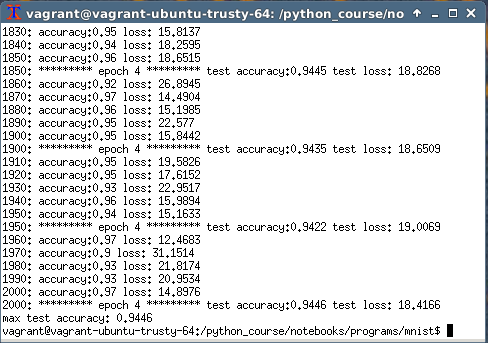 vagrant@vagrant-ubuntu-trusty-64: /python_course/no
1830: accuracy:0.95 loss: 15.8137
1840: accuracy:0.94 loss: 18.2595
1850: accuracy:0.96 loss: 18.6515
1850: ********* epoch 4 ********* test accuracy:0.9445 test loss: 18.8268
1860: accuracy:0.92 loss: 26.8945
1870: accuracy:0.97 loss: 14.4904
1880: accuracy:0.96 loss: 15.1985
1890: accuracy:0.95 loss: 22.577
1900: accuracy:0.95 loss: 15.8442
1900: ********* epoch 4 ********* test accuracy:0.9435 test loss: 18.6509
1910: accuracy:0.95 loss: 19.5826
1920: accuracy:0.95 loss: 17.6152
1930: accuracy:0.93 loss: 22.9517
1940: accuracy:0.96 loss: 15.9894
1950: accuracy:0.94 loss: 15.1633
1950: ********* epoch 4 ********* test accuracy:0.9422 test loss: 19.0069
1960: accuracy:0.97 loss: 12.4683
1970: accuracy:0.9 loss: 31.1514
1980: accuracy:0.93 loss: 21.8174
1990: accuracy:0.93 loss: 20.9534
2000: accuracy:0.97 loss: 14.8976
2000: ********* epoch 4 ********* test accuracy:0.9446 test loss: 18.4166
max test accuracy: 0.9446
vagrant@vagrant-ubuntu-trusty-64:/python_course/notebooks/programs/mnist$